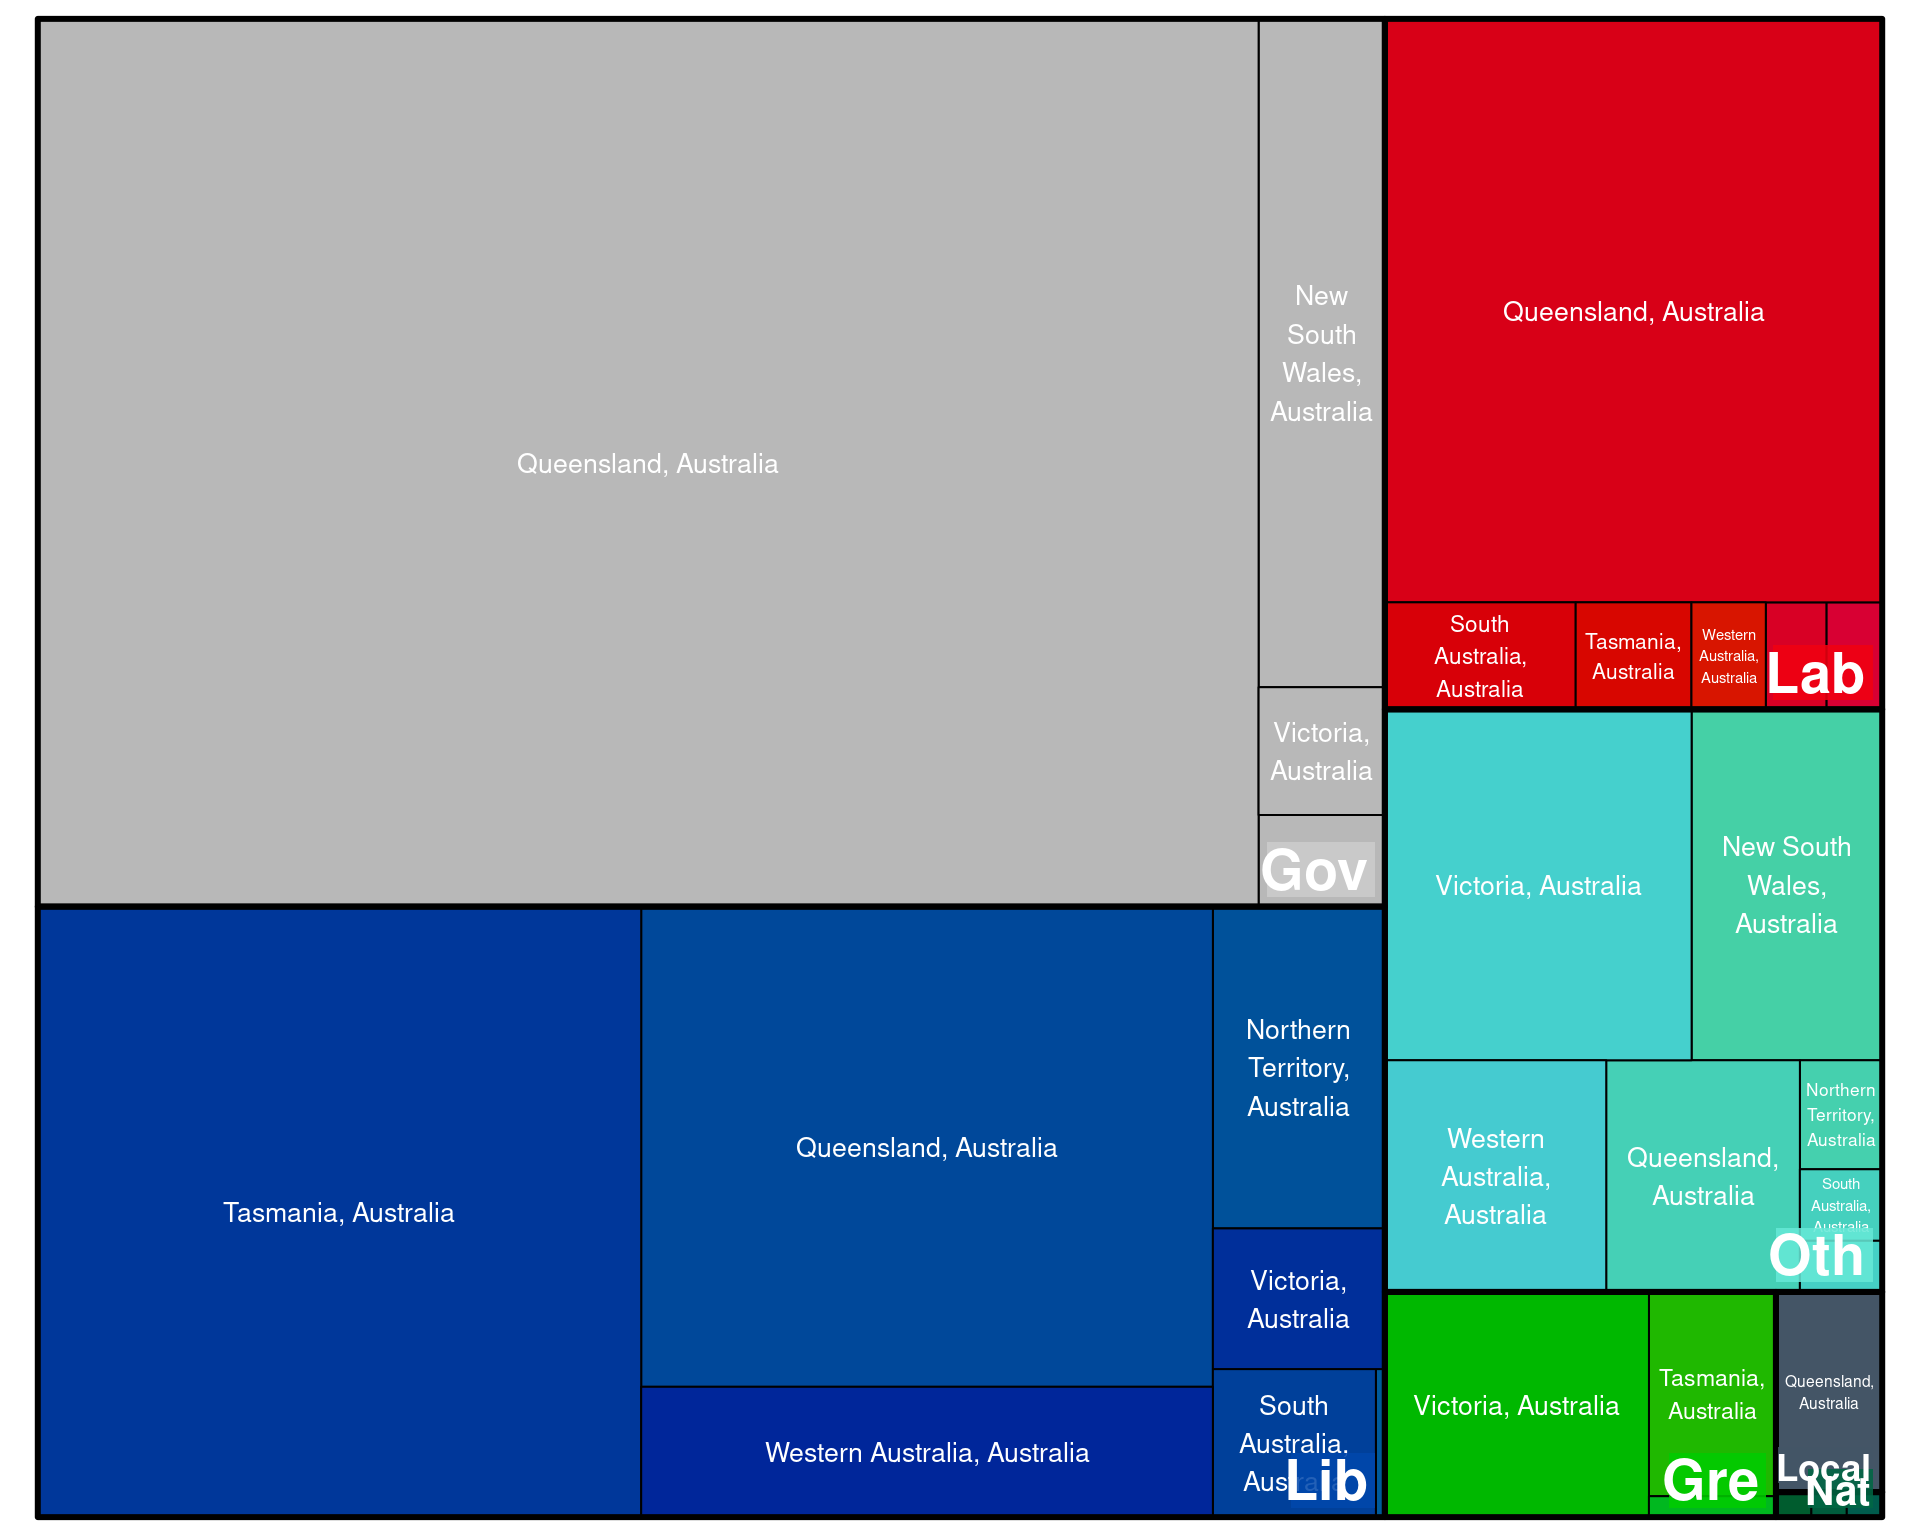 Queensland, Australia
New
South
Wales,
Australia
Victoria,
Australia
Gov
Queensland, Australia
South
Australia,
Australia
Tasmania,
Australia
Western
Australia,
Australia
Lab
Victoria, Australia
New South
Wales,
Australia
Western
Australia,
Australia
Queensland,
Australia
Northern
Territory,
Australia
South
Australia,
Australia
Oth
Tasmania, Australia
Queensland, Australia
Western Australia, Australia
Northern
Territory,
Australia
Victoria,
Australia
South
Australia,
Lib
Victoria, Australia
Tasmania,
Australia
Gre
Queensland,
Australia
Local
Nat